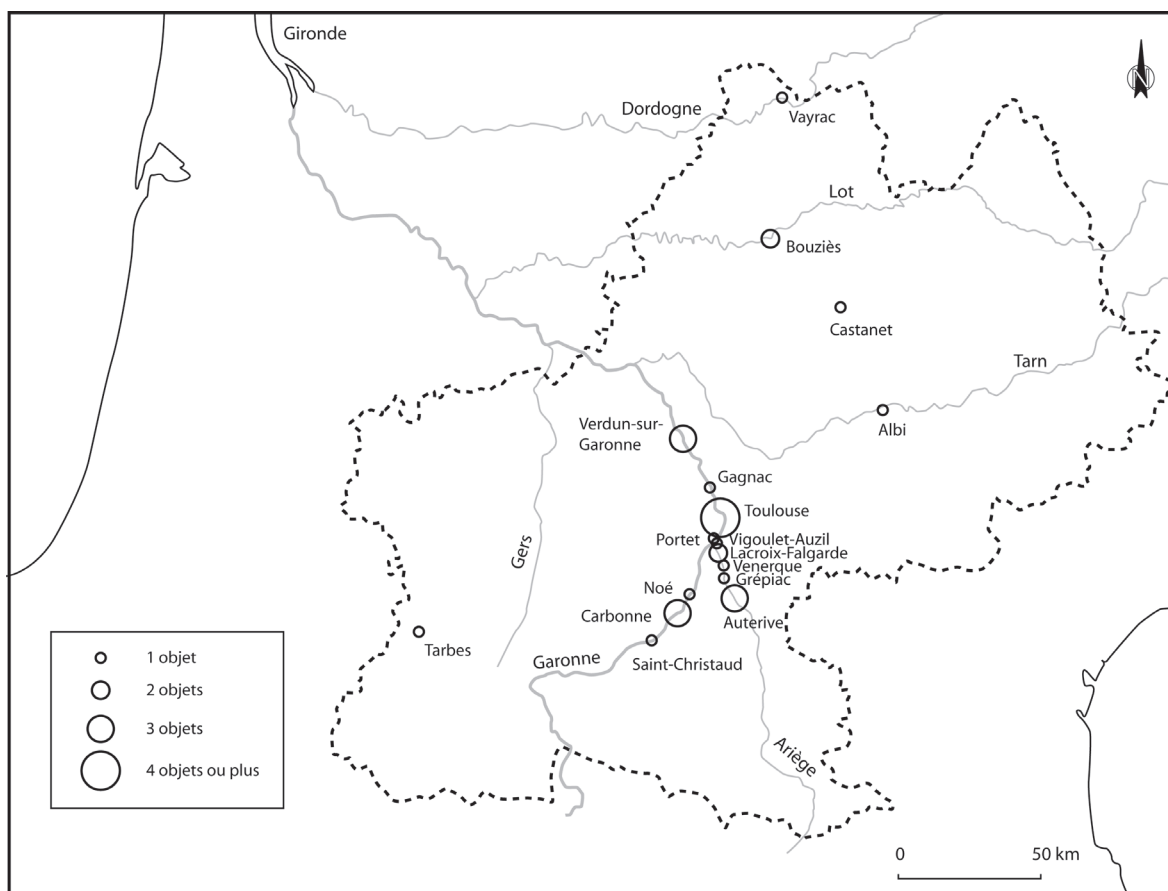 Gironde
N
Dordogne
Vayrac
Lot
Bouziès
Castanet
Tarn
Albi
Verdun-sur-
Garonne
Gagnac
Toulouse
Gers
Portet
Vigoulet-Auzil
Lacroix-Falgarde
Venerque
Grépiac
Noé
Carbonne
Auterive
Tarbes
Saint-Christaud
Garonne
Ariège
1 objet
2 objets
3 objets
4 objets ou plus
0 50 km